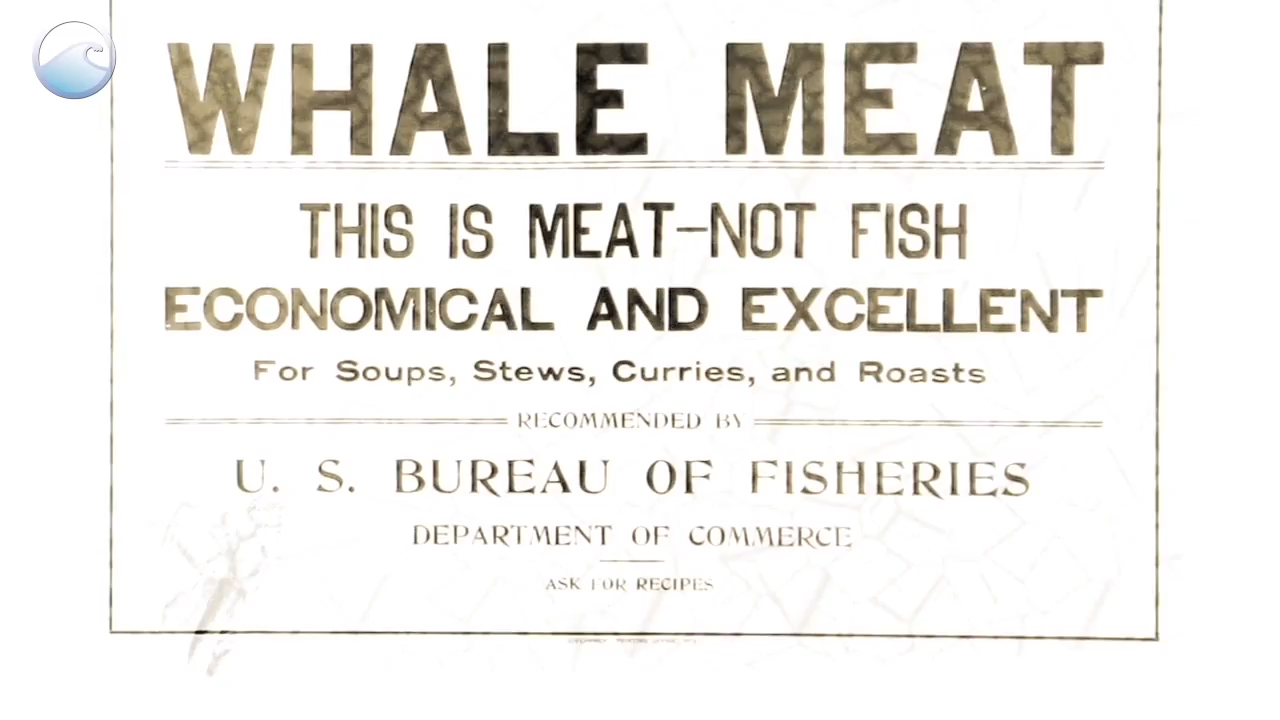 WHALE MEAT
THIS IS MEAT—NOT FISH
ECONOMICAL AND EXCELLENT
For Soups, Stews, Curries, and Roasts
RECOMMENDED BY
U. S. BUREAU OF FISHERIES
DEPARTMENT OF COMMERCE
ASK FOR RECIPES